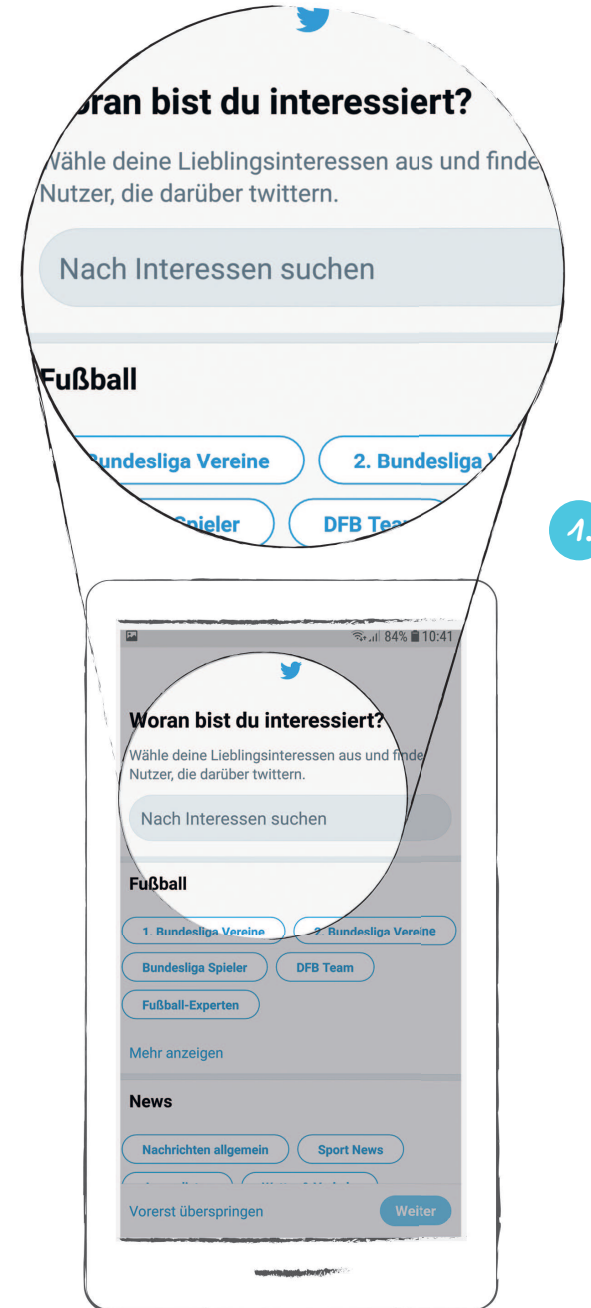 Woran bist du interessiert?
Wähle deine Lieblingsinteressen aus und finde
Nutzer, die darüber twittern.
Nach Interessen suchen
Fußball
Bundesliga Vereine
2. Bundesliga
Spieler
DFB Team
1.
84% 10:41
Woran bist du interessiert?
Wähle deine Lieblingsinteressen aus und finde
Nutzer, die darüber twittern.
Nach Interessen suchen
Fußball
1. Bundesliga Vereine
2. Bundesliga Vereine
Bundesliga Spieler
DFB Team
Fußball-Experten
Mehr anzeigen
News
Nachrichten allgemein
Sport News
Vorerst überspringen
Weiter